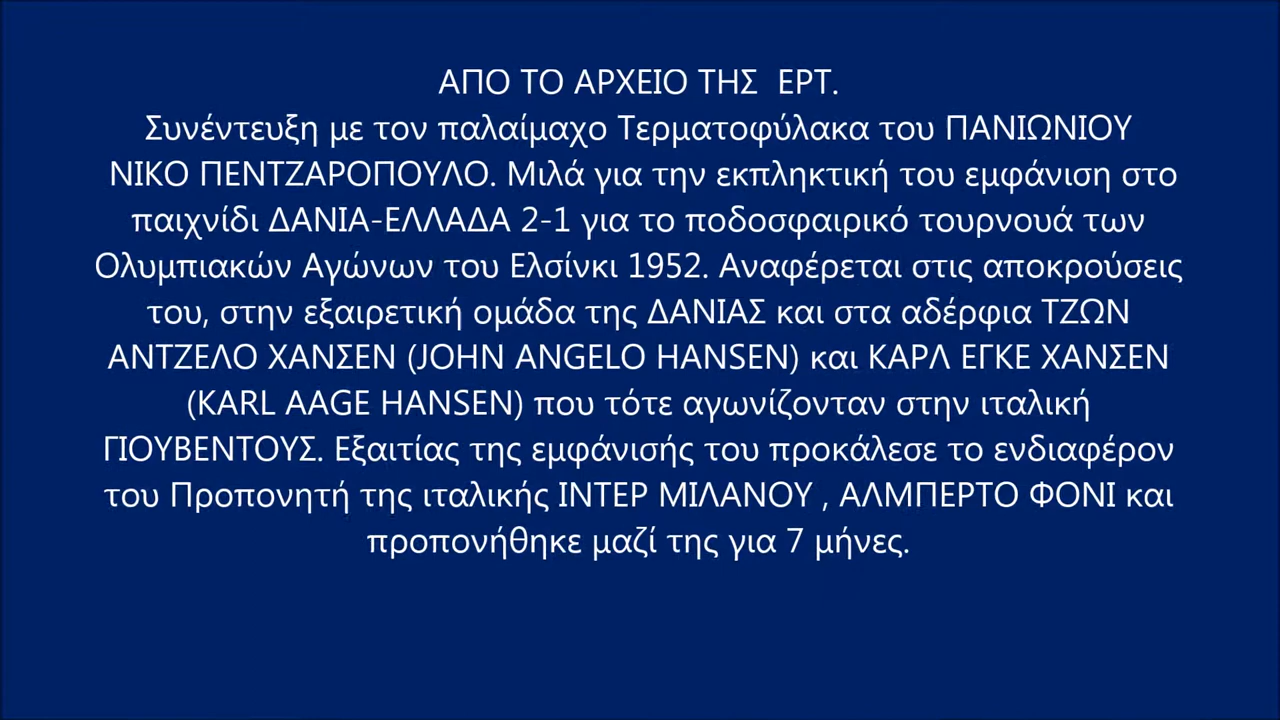 ΑΠΟ ΤΟ ΑΡΧΕΙΟ ΤΗΣ  ΕΡΤ.
Συνέντευξη με τον παλαίμαχο Τερματοφύλακα του ΠΑΝΙΩΝΙΟΥ
ΝΙΚΟ ΠΕΝΤΖΑΡΟΠΟΥΛΟ. Μιλά για την εκπληκτική του εμφάνιση στο
παιχνίδι ΔΑΝΙΑ-ΕΛΛΑΔΑ 2-1 για το ποδοσφαιρικό τουρνουά των
Ολυμπιακών Αγώνων του Ελσίνκι 1952. Αναφέρεται στις αποκρούσεις
του, στην εξαιρετική ομάδα της ΔΑΝΙΑΣ και στα αδέρφια ΤΖΩΝ
ΑΝΤΖΕΛΟ ΧΑΝΣΕΝ (JOHN ANGELO HANSEN) και ΚΑΡΛ ΕΓΚΕ ΧΑΝΣΕΝ
(KARL AAGE HANSEN) που τότε αγωνίζονταν στην ιταλική
ΓΙΟΥΒΕΝΤΟΥΣ. Εξαιτίας της εμφάνισής του προκάλεσε το ενδιαφέρον
του Προπονητή της ιταλικής ΙΝΤΕΡ ΜΙΛΑΝΟΥ , ΑΛΜΠΕΡΤΟ ΦΟΝΙ και
προπονήθηκε μαζί της για 7 μήνες.